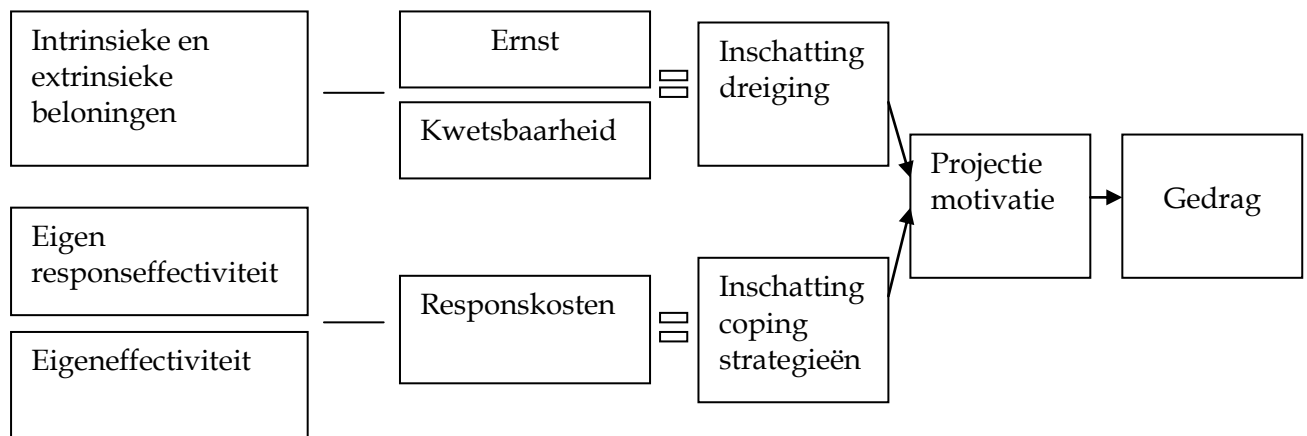 Intrinsieke en
extrinsieke
beloningen
Ernst
Kwetsbaarheid
Inschatting
dreiging
Projectie
motivatie
Gedrag
Eigen
responseffectiviteit
Eigeneffectiviteit
Responskosten
Inschatting
coping
strategieën